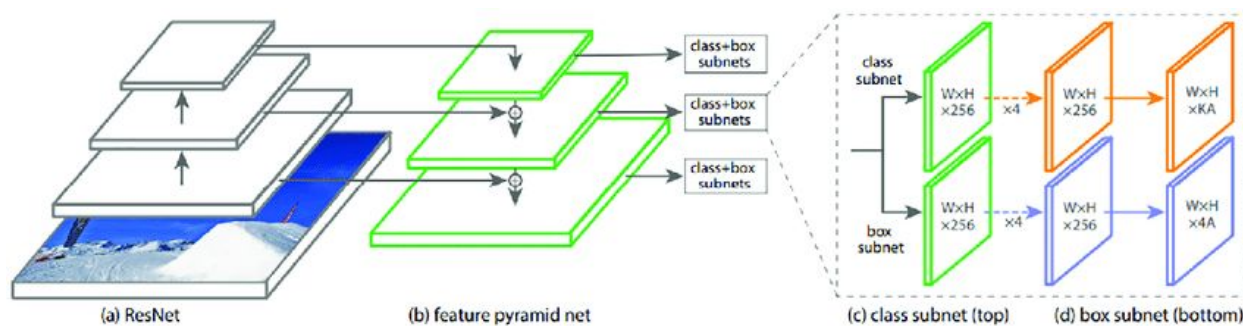 class+box
subnets
class+box
subnets
class+box
subnets
class
subnet
W×H
×256
×4
W×H
×256
W×H
×KA
box
subnet
W×H
×256
×4
W×H
×256
W×H
×4A
(a) ResNet
(b) feature pyramid net
(c) class subnet (top)
(d) box subnet (bottom)